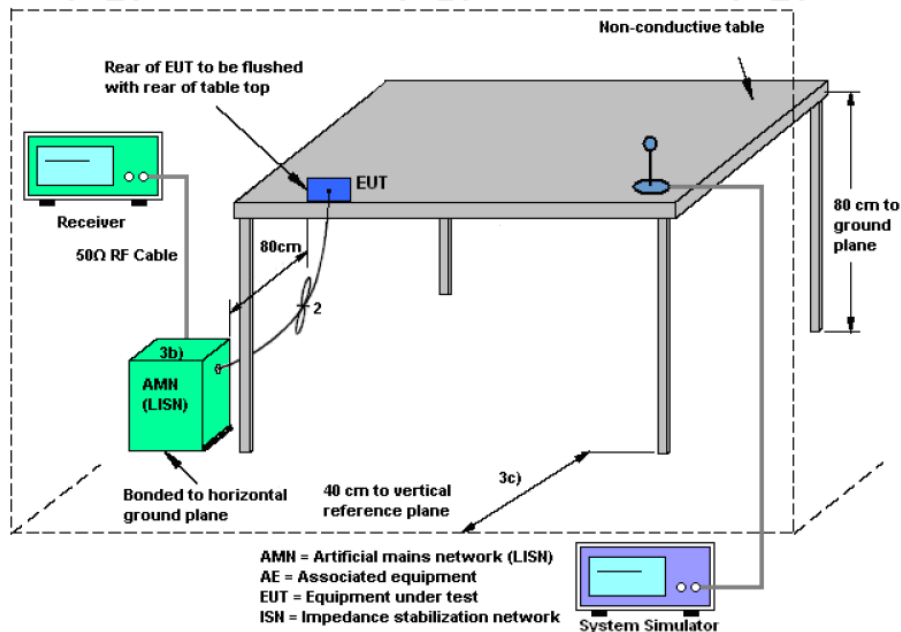 Non-conductive table
Rear of EUT to be flushed
with rear of table top
EUT
Receiver
50Ω RF Cable
80cm
80 cm to
ground
plane
2
3b)
AMN
(LISN)
Bonded to horizontal
ground plane
40 cm to vertical
reference plane
3c)
AMN = Artificial mains network (LISN)
AE = Associated equipment
EUT = Equipment under test
ISN = Impedance stabilization network
System Simulator